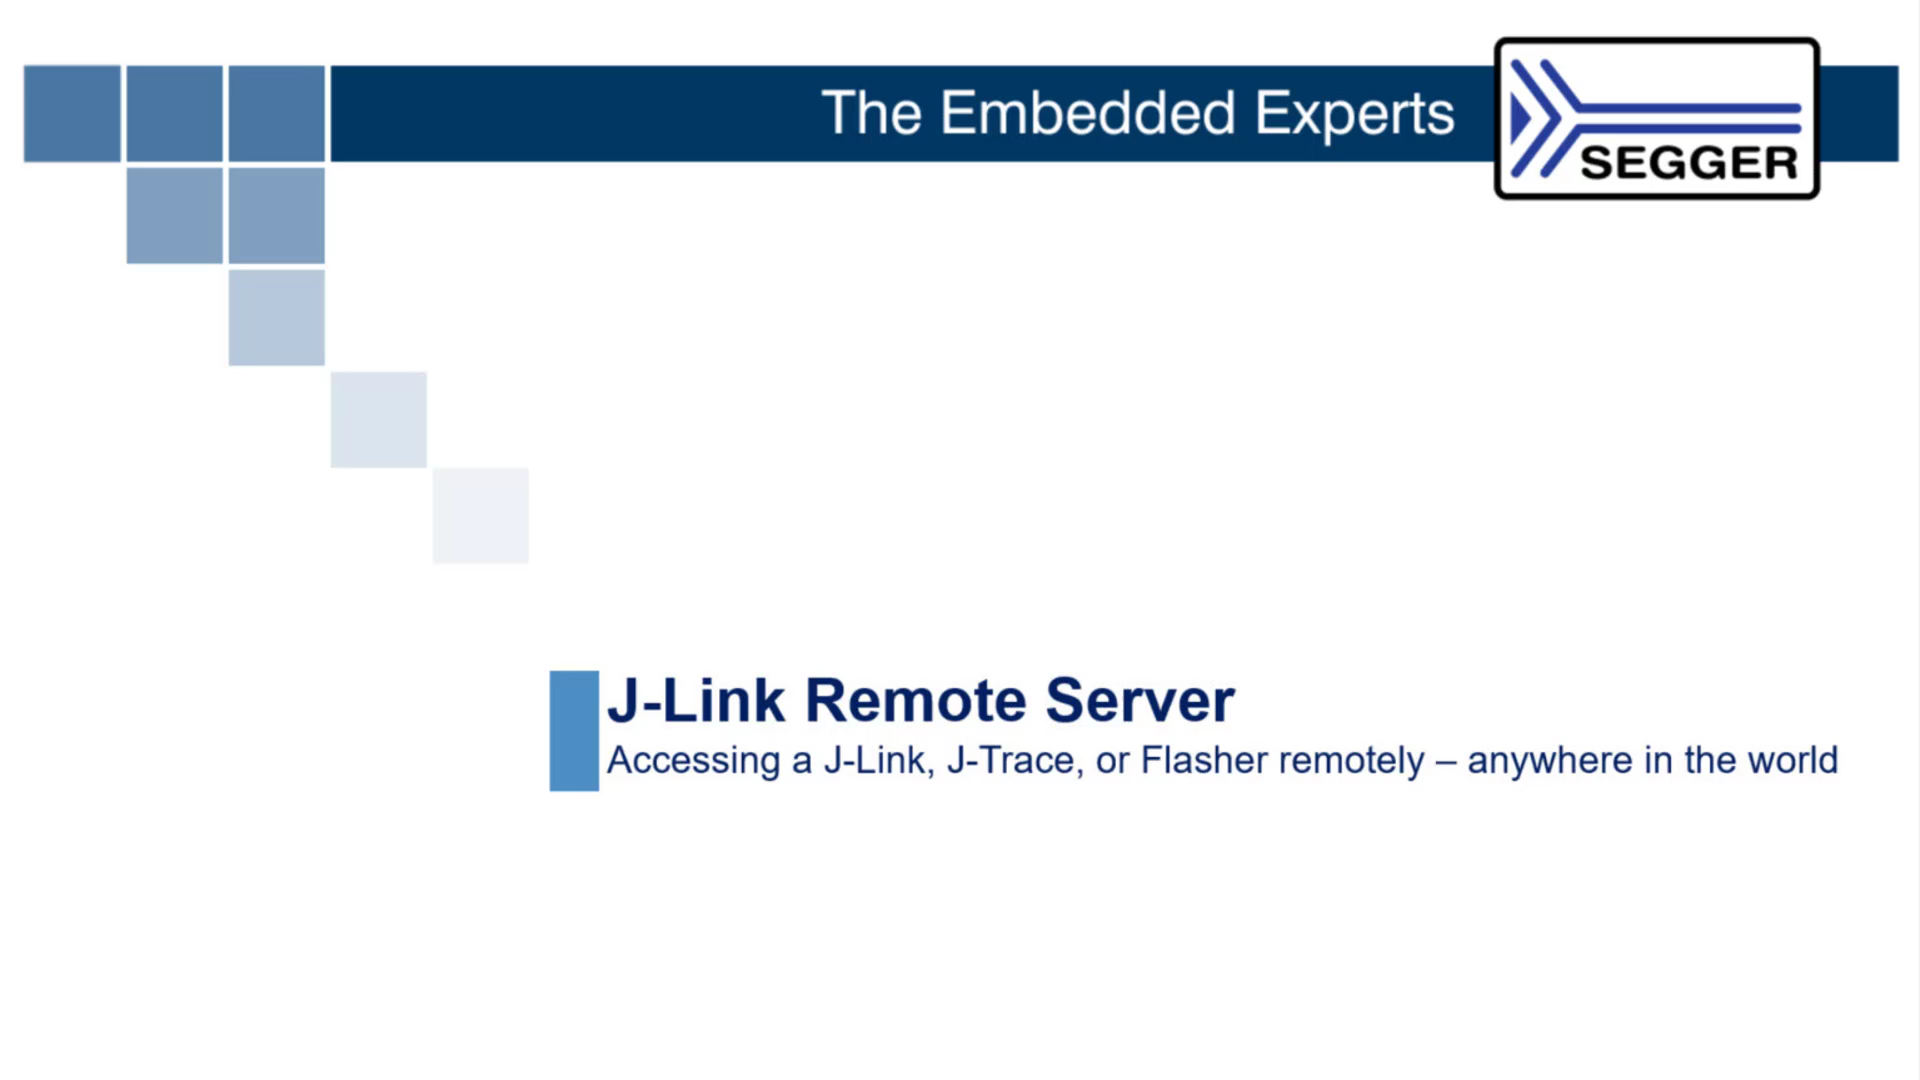 The Embedded Experts
SEGGER
J-Link Remote Server
Accessing a J-Link, J-Trace, or Flasher remotely – anywhere in the world